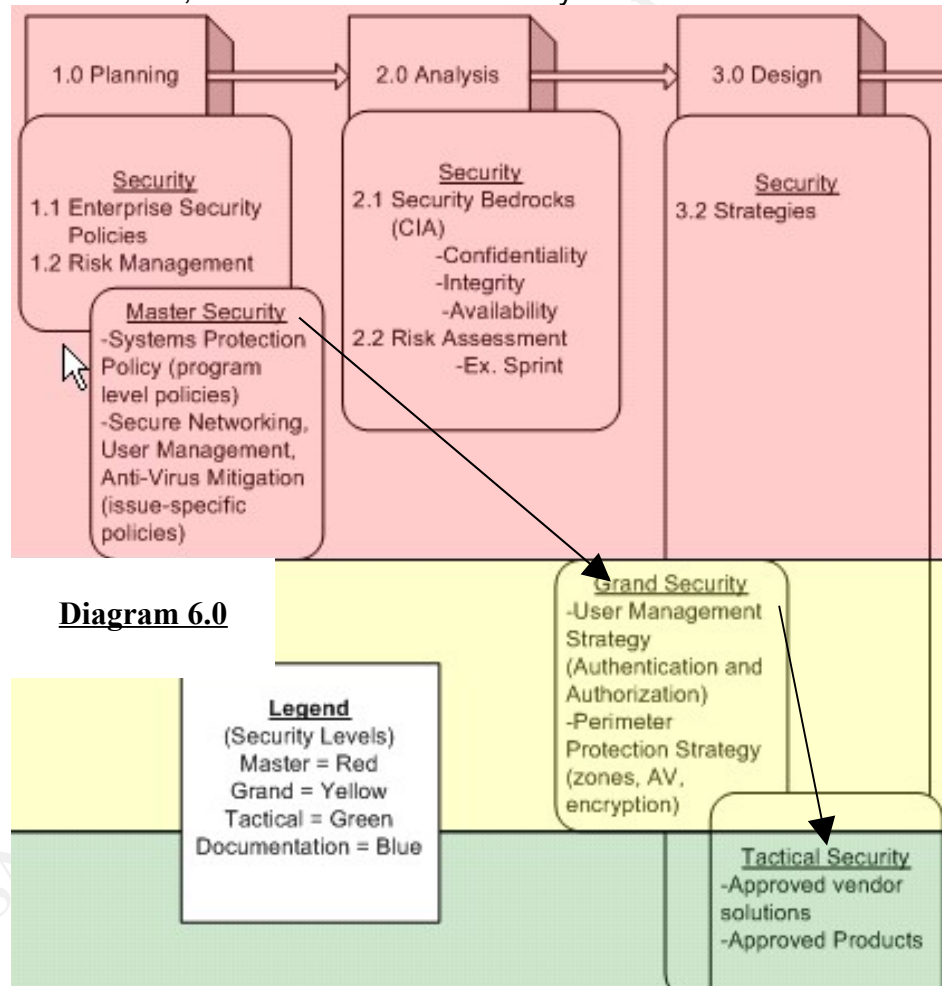 1.0 Planning
2.0 Analysis
3.0 Design
Security
1.1 Enterprise Security
Policies
1.2 Risk Management
Master Security
-Systems Protection
Policy (program
level policies)
-Secure Networking,
User Management,
Anti-Virus Mitigation
(issue-specific
policies)
Security
2.1 Security Bedrocks
(CIA)
-Confidentiality
-Integrity
-Availability
2.2 Risk Assessment
-Ex. Sprint
Security
3.2 Strategies
Diagram 6.0
Legend
(Security Levels)
Master = Red
Grand = Yellow
Tactical = Green
Documentation = Blue
Grand Security
-User Management
Strategy
(Authentication and
Authorization)
-Perimeter
Protection Strategy
(zones, AV,
encryption)
Tactical Security
-Approved vendor
solutions
-Approved Products